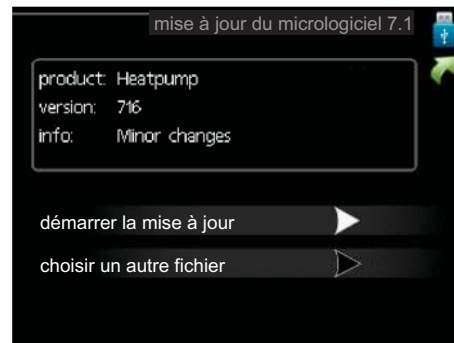 mise à jour du micrologiciel 7.1
product: Heatpump
version: 716
info: Minor changes
démarrer la mise à jour
choisir un autre fichier